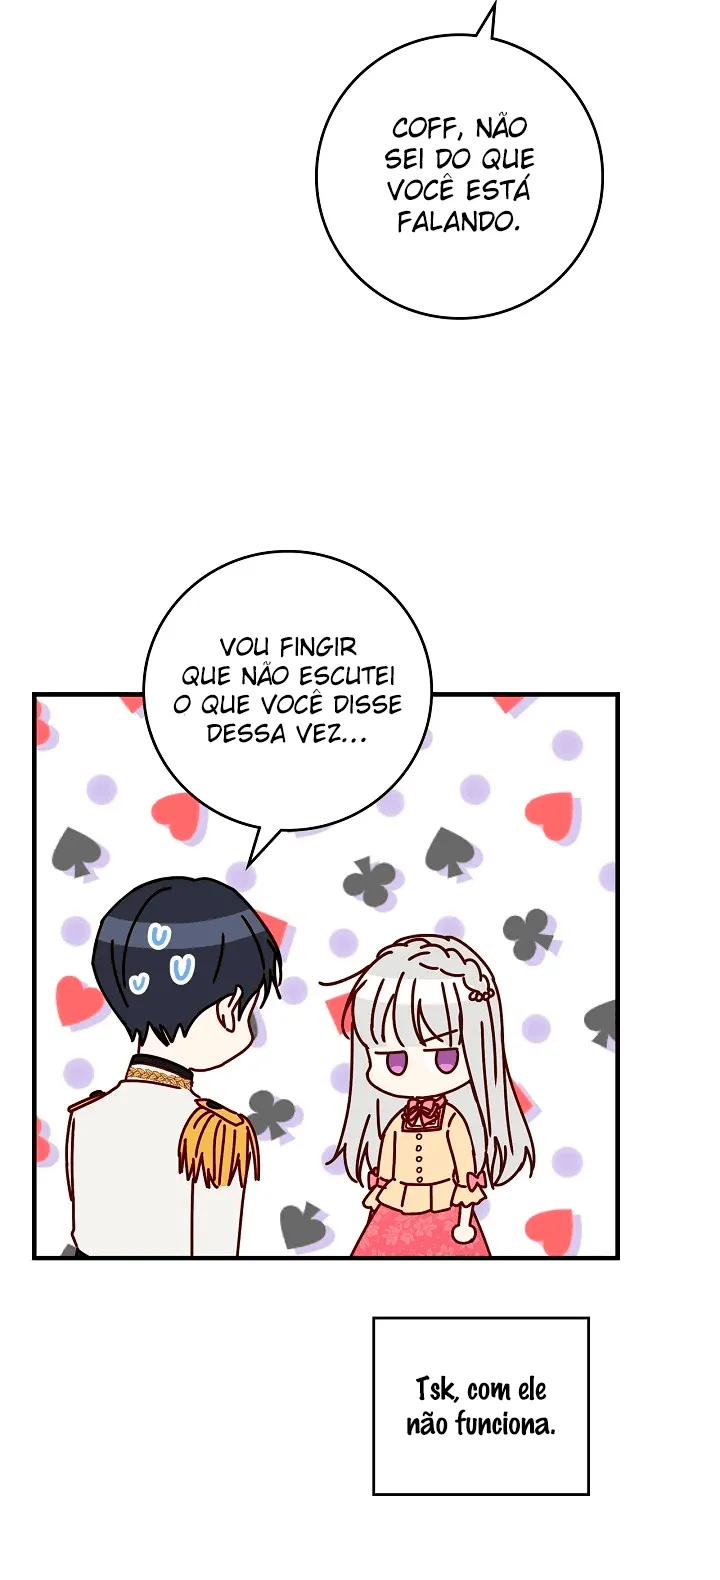 COFF, NÃO
SEI DO QUE
VOCÊ ESTÁ
FALANDO.
VOU FINGIR
QUE NÃO ESCUTEI
O QUE VOCÊ DISSE
DESSA VEZ...
Tsk, com ele
não funciona.